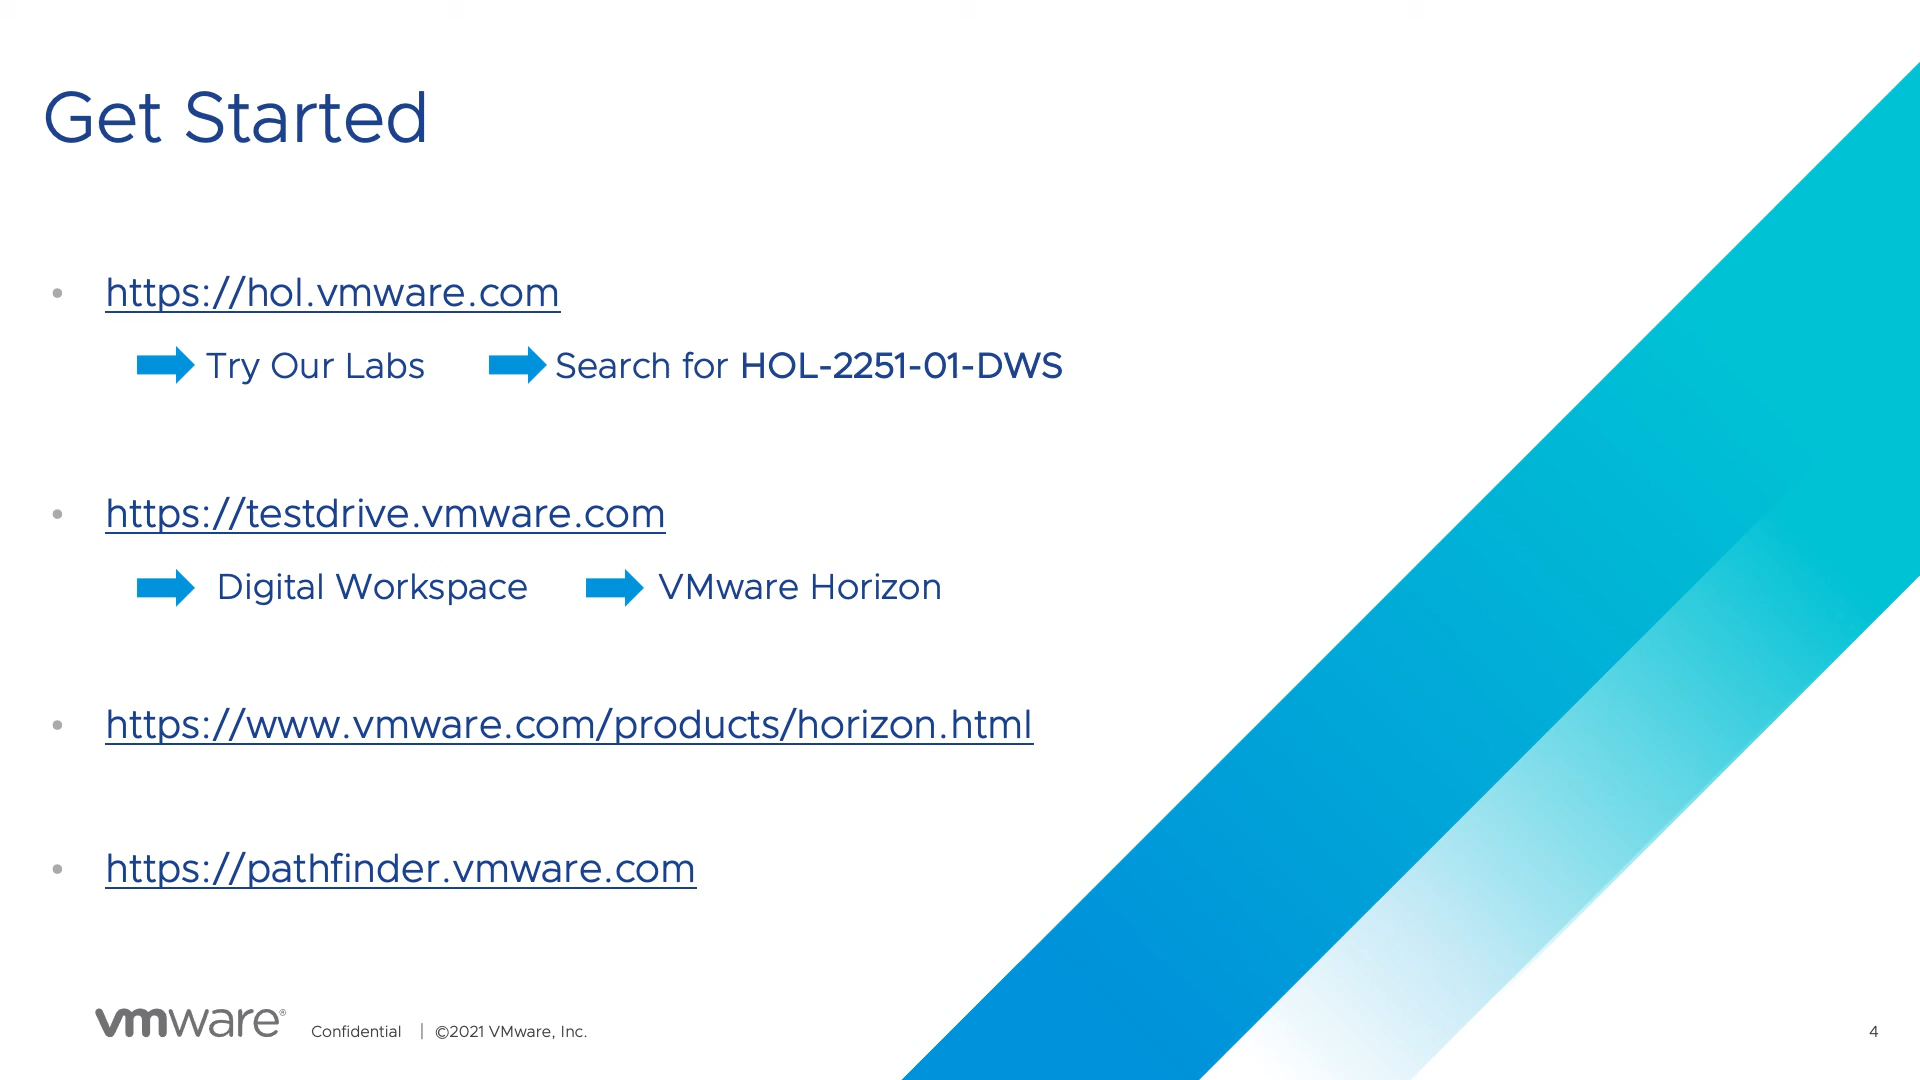 Get Started
• https://hol.vmware.com
Try Our Labs Search for HOL-2251-01-DWS
• https://testdrive.vmware.com
Digital Workspace VMware Horizon
• https://www.vmware.com/products/horizon.html
• https://pathfinder.vmware.com
vmware® Confidential | ©2021 VMware, Inc. 4